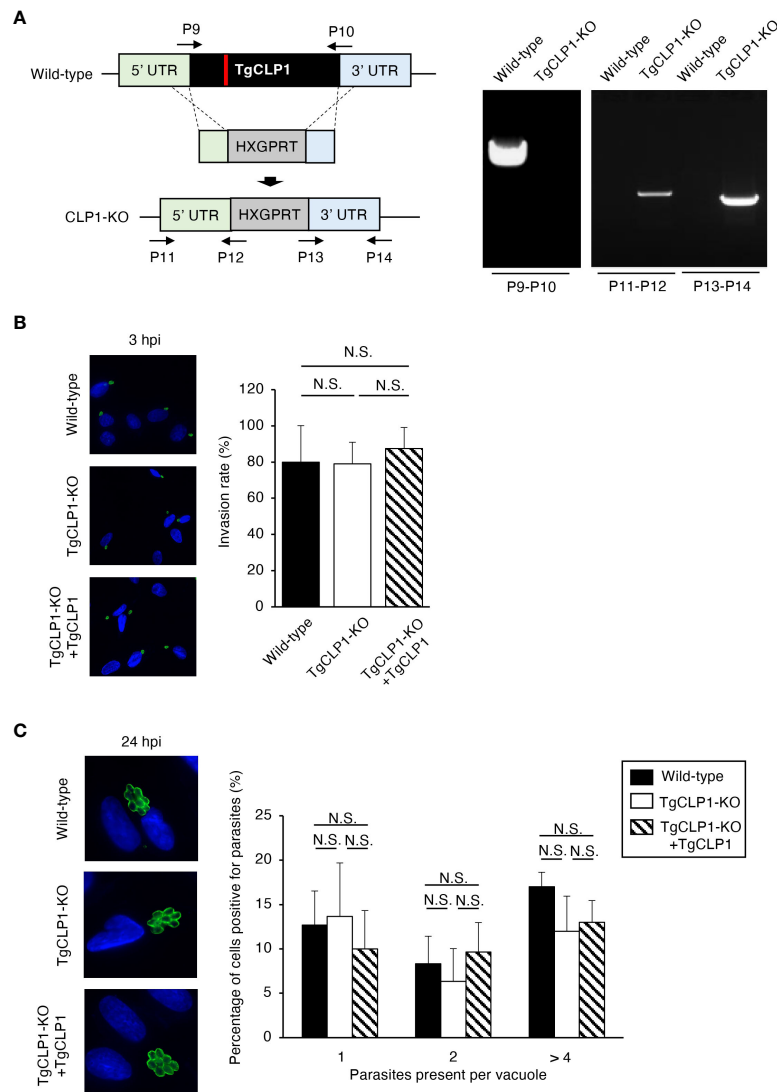 A
P9
P10
Wild-type
5' UTR
TgCLP1
3' UTR
HXGPRT
CLP1-KO
5' UTR
HXGPRT
3' UTR
P11
P12
P13
P14
Wild-type
TgCLP1-KO
Wild-type
TgCLP1-KO
Wild-type
TgCLP1-KO
P9-P10
P11-P12
P13-P14
B
3 hpi
Wild-type
TgCLP1-KO
TgCLP1-KO
+TgCLP1
Invasion rate (%)
120
100
80
60
40
20
0
N.S.
N.S.
N.S.
Wild-type
TgCLP1-KO
TgCLP1-KO
+TgCLP1
C
24 hpi
Wild-type
TgCLP1-KO
TgCLP1-KO
+TgCLP1
Wild-type
TgCLP1-KO
TgCLP1-KO
+TgCLP1
Percentage of cells positive for parasites (%)
25
20
15
10
5
0
N.S.
N.S.
N.S.
N.S.
N.S.
N.S.
N.S.
N.S.
N.S.
1
2
> 4
Parasites present per vacuole